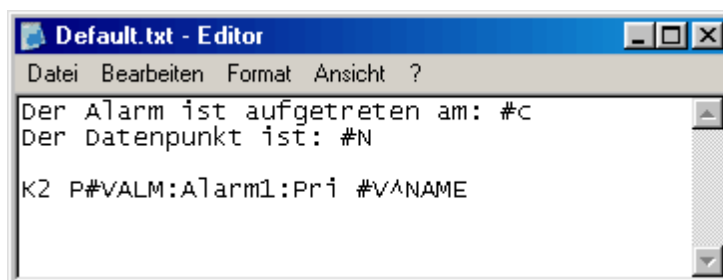 Default.txt - Editor
Datei Bearbeiten Format Ansicht ?
Der Alarm ist aufgetreten am: #c
Der Datenpunkt ist: #N
K2 P#VALM:Alarm1:Pri #V^NAME